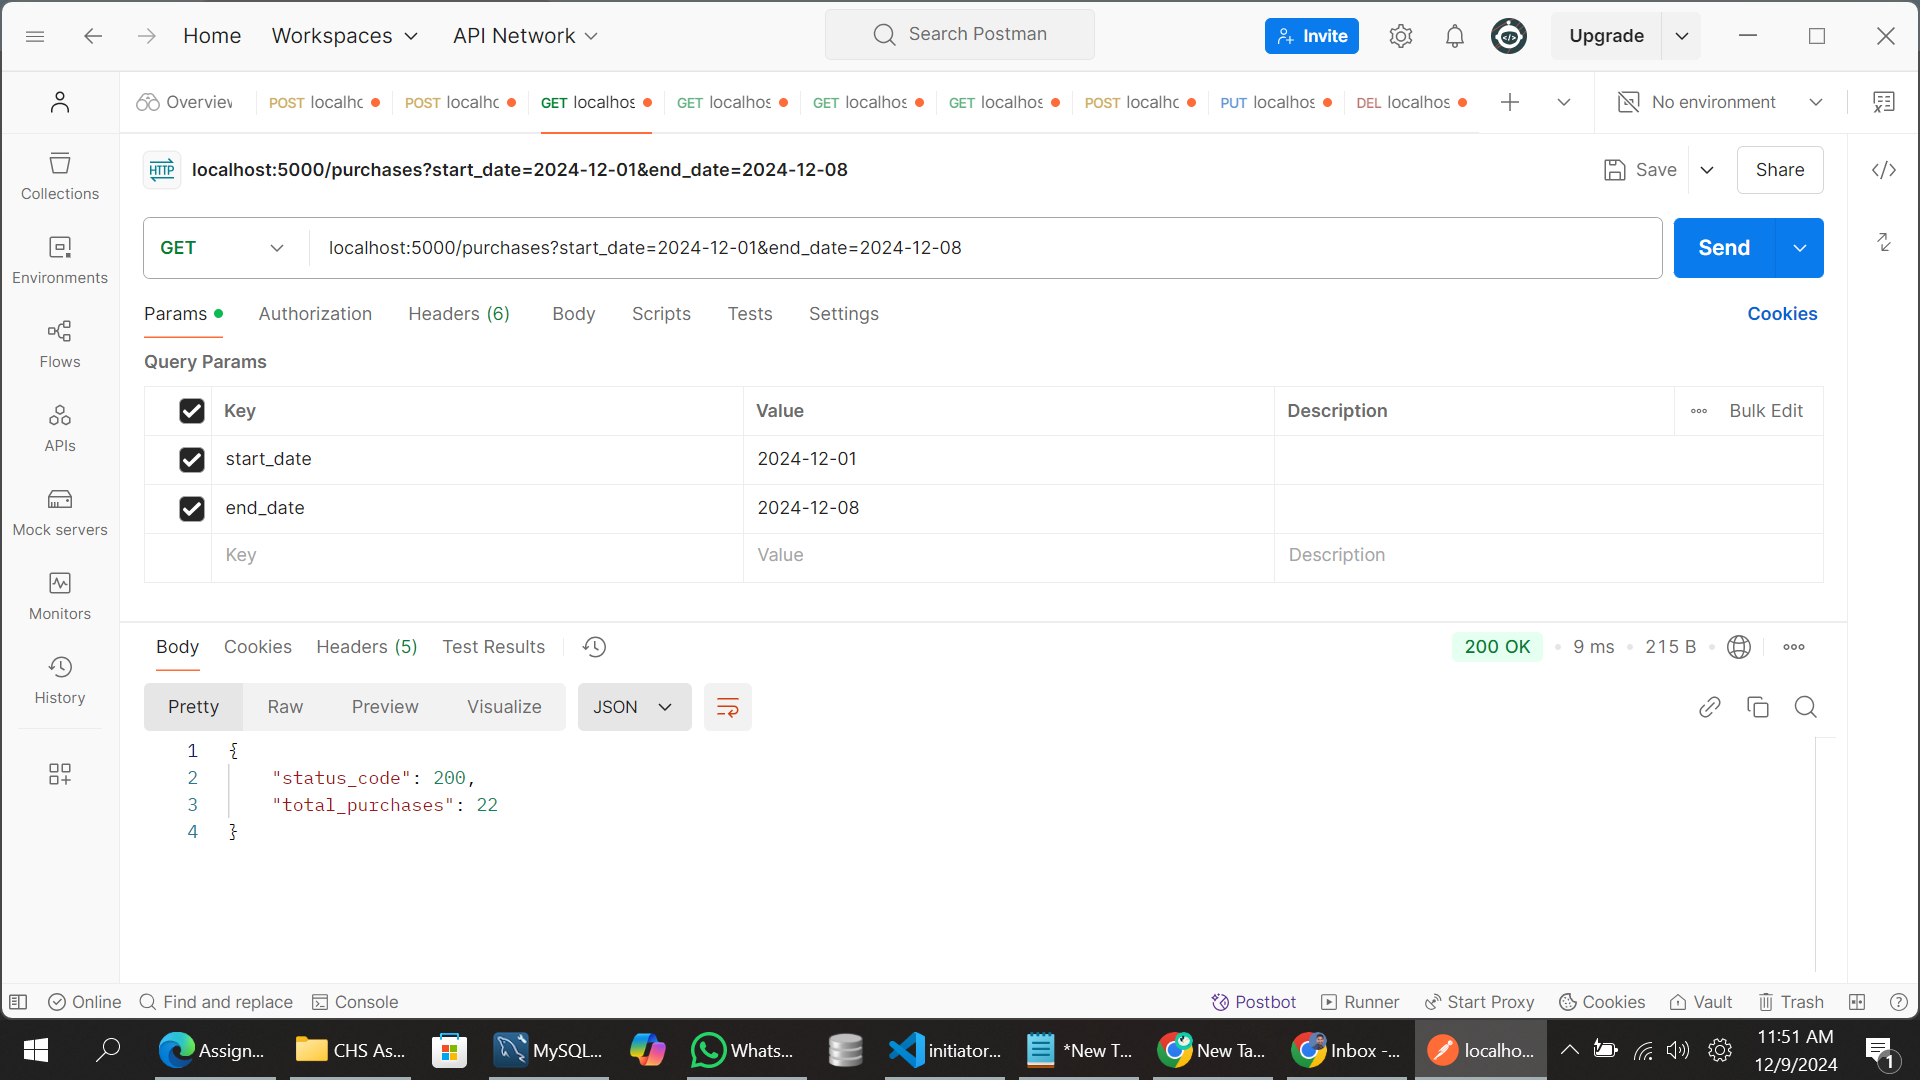 Home Workspaces API Network Search Postman Invite Upgrade
Overview POST localhc POST localhc GET localhos GET localhos GET localhos GET localhos POST localhc PUT localhos DEL localhos No environment
HTTP localhost:5000/purchases?start_date=2024-12-01&end_date=2024-12-08 Save Share
GET localhost:5000/purchases?start_date=2024-12-01&end_date=2024-12-08 Send
Params Authorization Headers (6) Body Scripts Tests Settings Cookies
Query Params
Key Value Description Bulk Edit
start_date 2024-12-01
end_date 2024-12-08
Key Value Description
Collections
Environments
Flows
APIs
Mock servers
Monitors
History
Body Cookies Headers (5) Test Results 200 OK 9 ms 215 B
Pretty Raw Preview Visualize JSON
1 {
2 "status_code": 200,
3 "total_purchases": 22
4 }
Online Find and replace Console Postbot Runner Start Proxy Cookies Vault Trash
Assign... CHS As... MySQL... Whats... initiator... *New T... New Ta... Inbox -... localho... 11:51 AM
12/9/2024 1